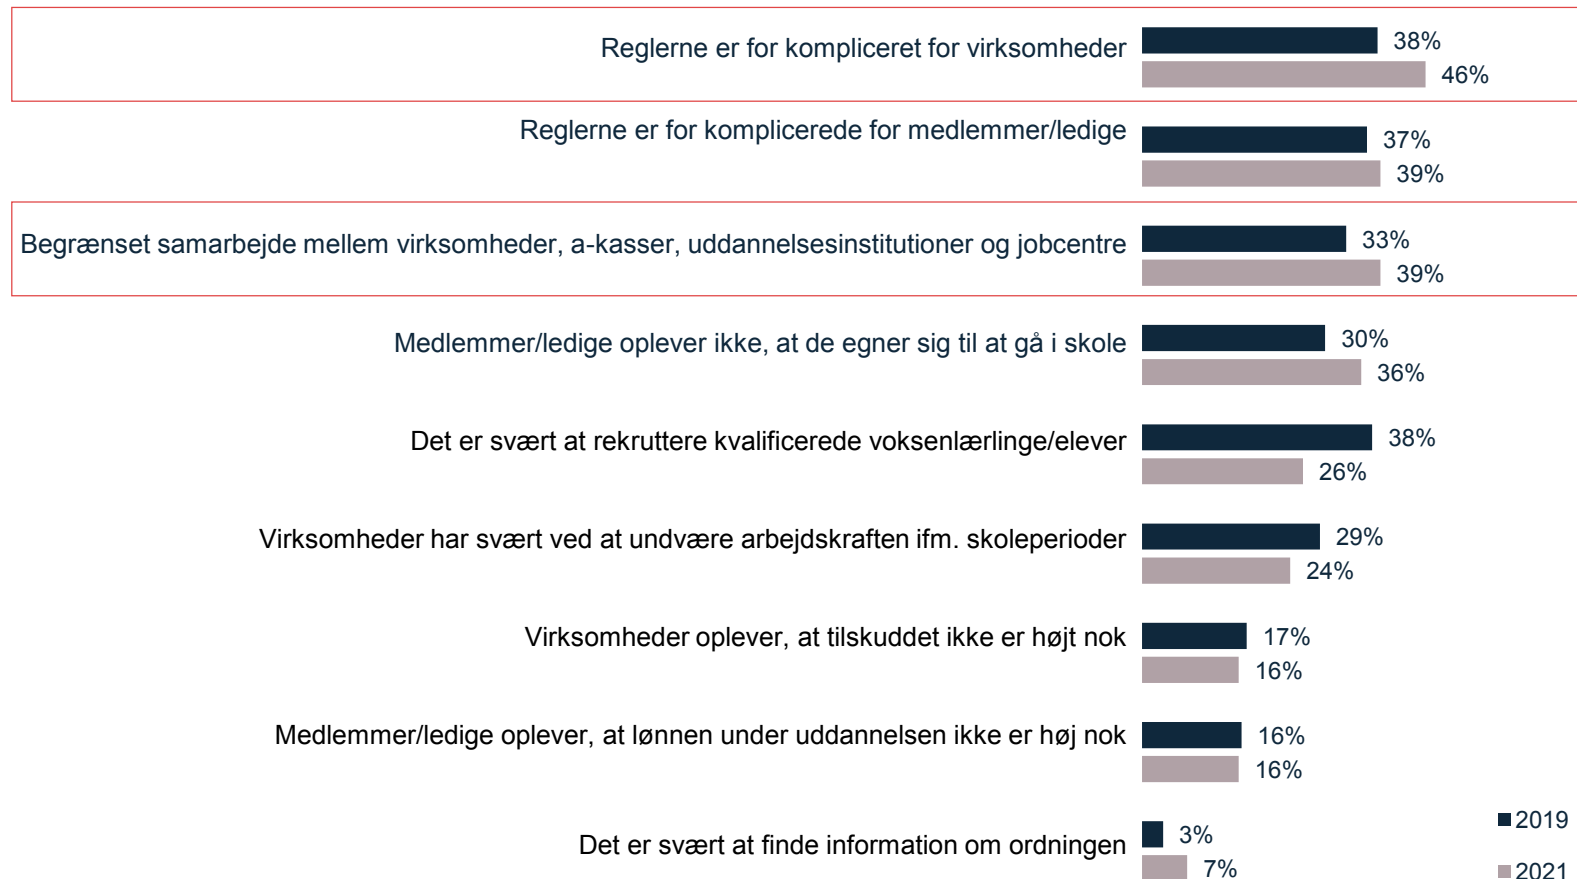 Reglerne er for kompliceret for virksomheder
38%
46%
Reglerne er for komplicerede for medlemmer/ledige
37%
39%
Begrænset samarbejde mellem virksomheder, a-kasser, uddannelsesinstitutioner og jobcentre
33%
39%
Medlemmer/ledige oplever ikke, at de egner sig til at gå i skole
30%
36%
Det er svært at rekruttere kvalificerede voksenlærlinge/elever
38%
26%
Virksomheder har svært ved at undvære arbejdskraften ifm. skoleperioder
29%
24%
Virksomheder oplever, at tilskuddet ikke er højt nok
17%
16%
Medlemmer/ledige oplever, at lønnen under uddannelsen ikke er høj nok
16%
16%
Det er svært at finde information om ordningen
3%
7%
2019
2021